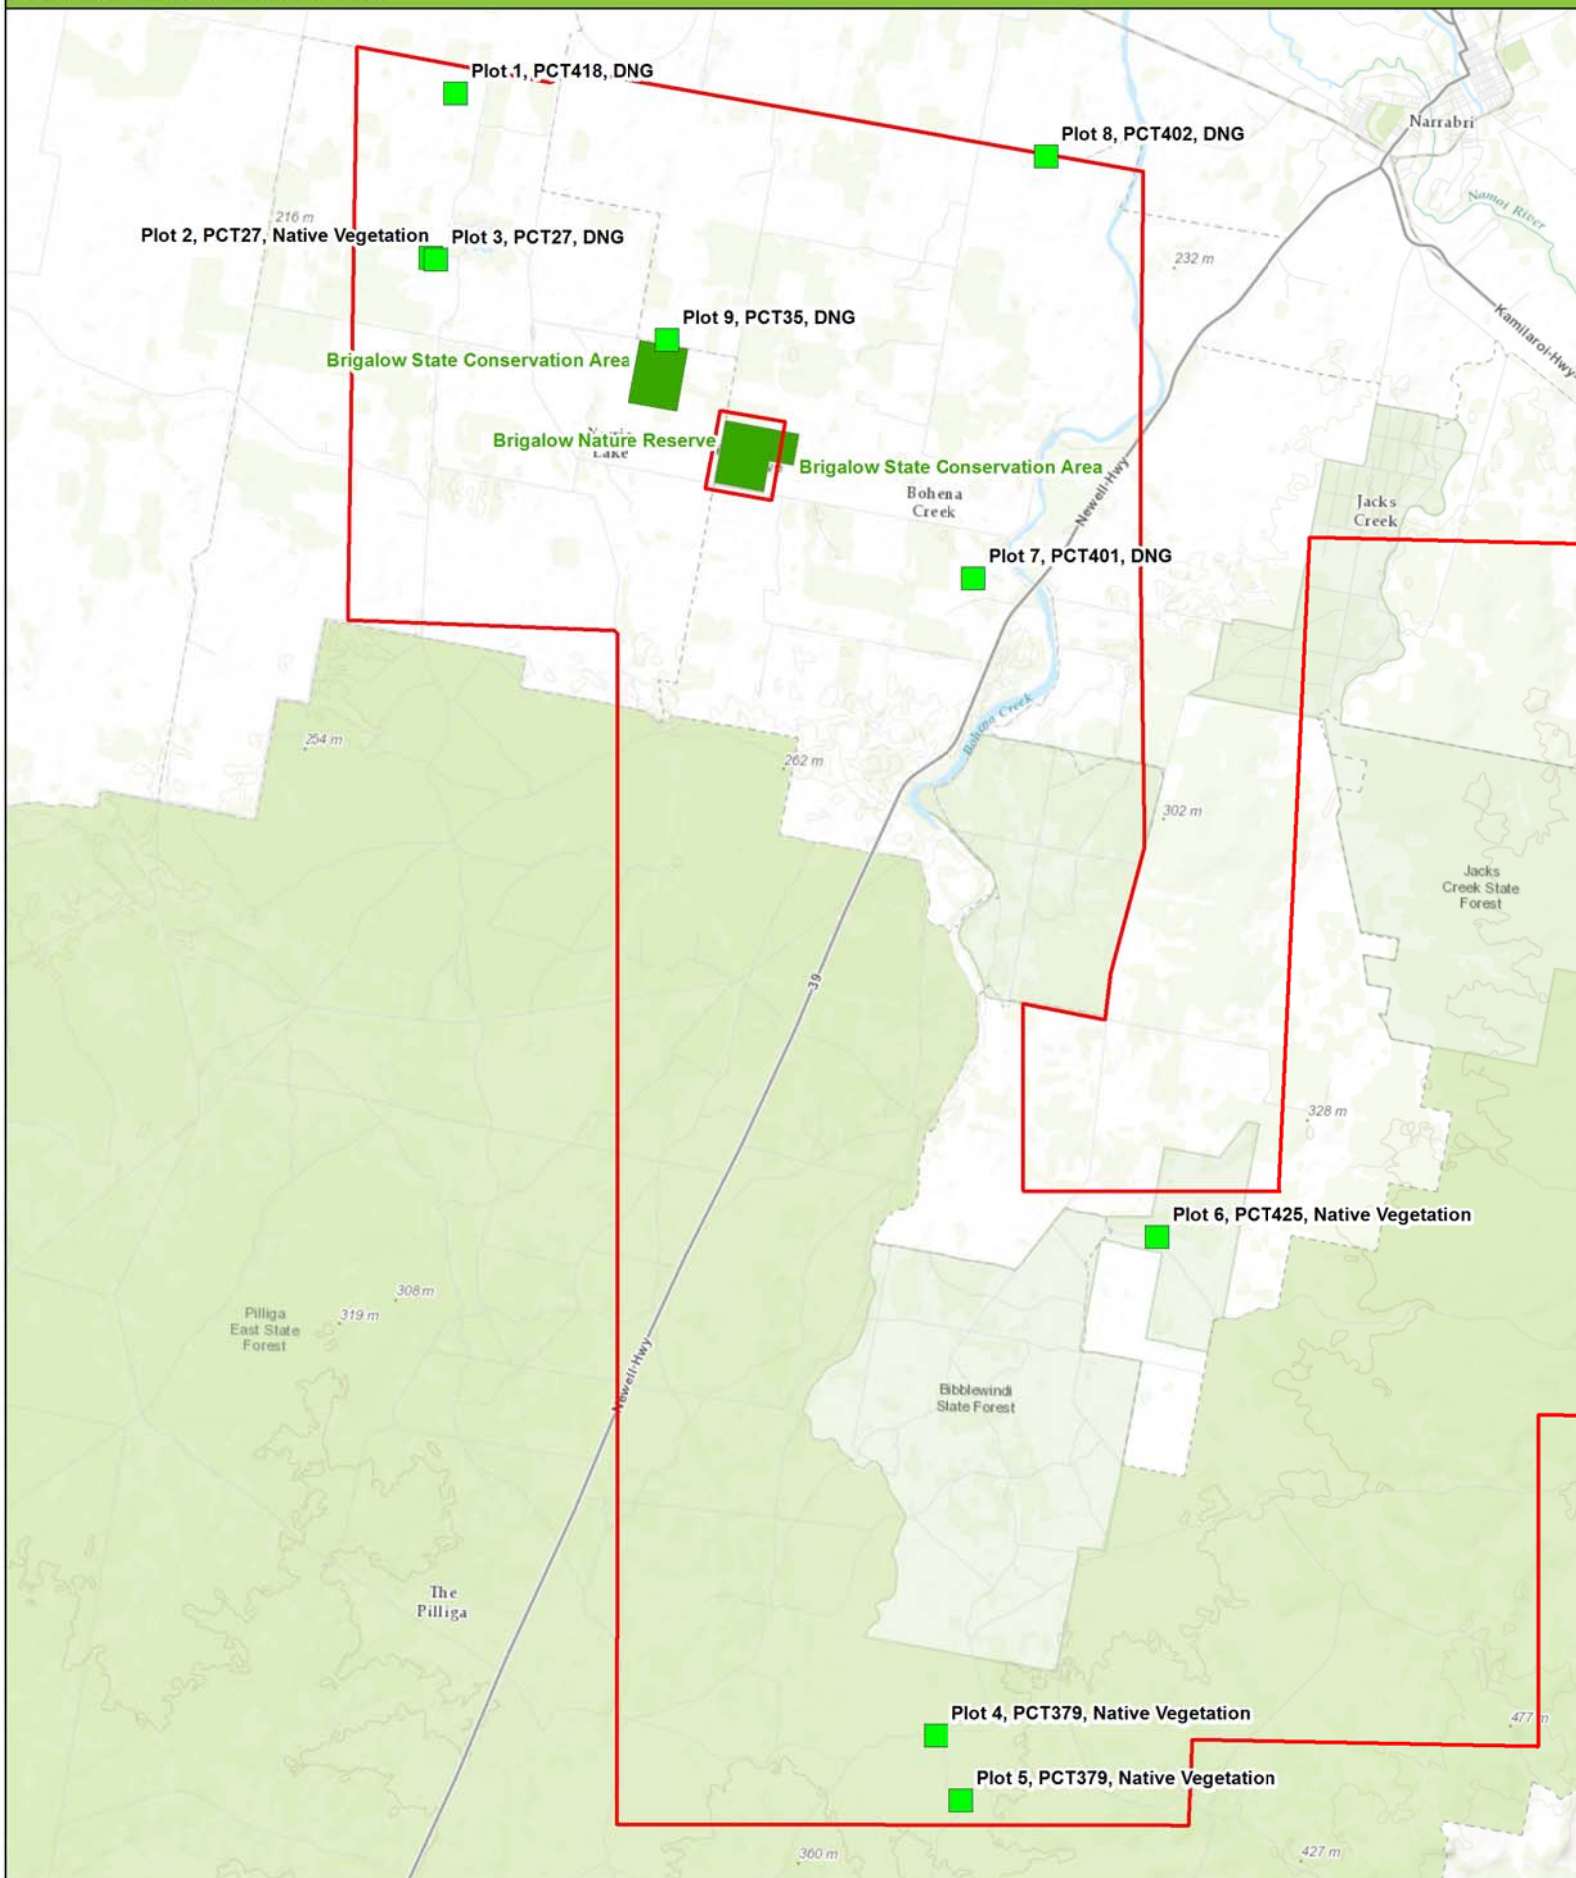 Plot 1, PCT418, DNG
Narrabri
Plot 8, PCT402, DNG
Namoi River
216 m
Plot 2, PCT27, Native Vegetation
Plot 3, PCT27, DNG
232 m
Kamilaroi-Hwy
Plot 9, PCT35, DNG
Brigalow State Conservation Area
Brigalow Nature Reserve
Lake
Brigalow State Conservation Area
Newell-Hwy
Bohena
Creek
Jacks
Creek
Plot 7, PCT401, DNG
Bohena Creek
254 m
262 m
302 m
Jacks
Creek State
Forest
39
328 m
Plot 6, PCT425, Native Vegetation
308 m
319 m
Pilliga
East State
Forest
Newell-Hwy
Bibblewindi
State Forest
The
Pilliga
Plot 4, PCT379, Native Vegetation
477 m
Plot 5, PCT379, Native Vegetation
360 m
427 m